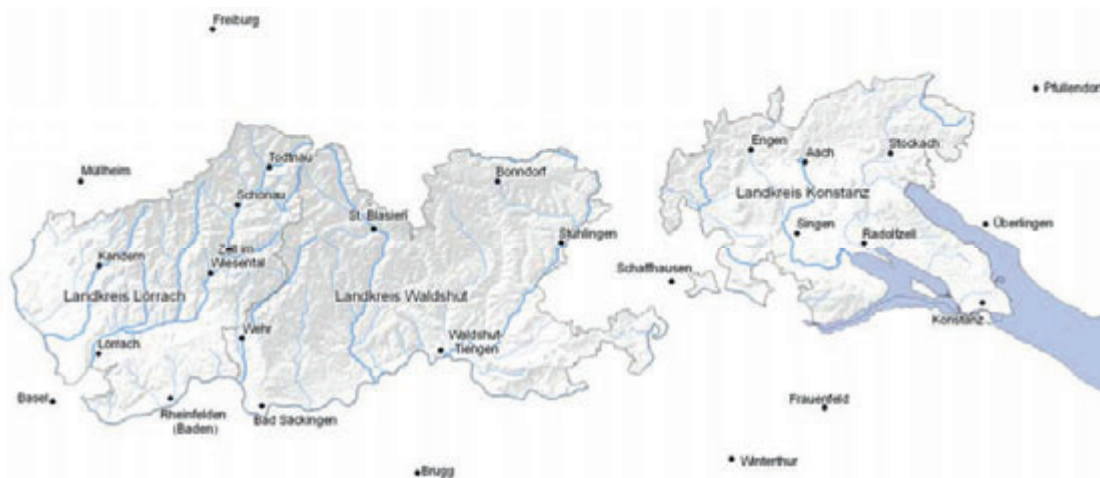 Freiburg
Pfullendorf
Engen
Aach
Stockach
Todtnau
Müllheim
Bonndorf
Landkreis Konstanz
Schönau
St. Blasien
Stühlingen
Singen
Radolfzell
Überlingen
Zell im
Wiesental
Kandern
Schaffhausen
Landkreis Lörrach
Landkreis Waldshut
Konstanz
Wehr
Waldshut-
Tiengen
Lörrach
Basel
Rheinfelden
(Baden)
Bad Säckingen
Frauenfeld
Brugg
Winterthur